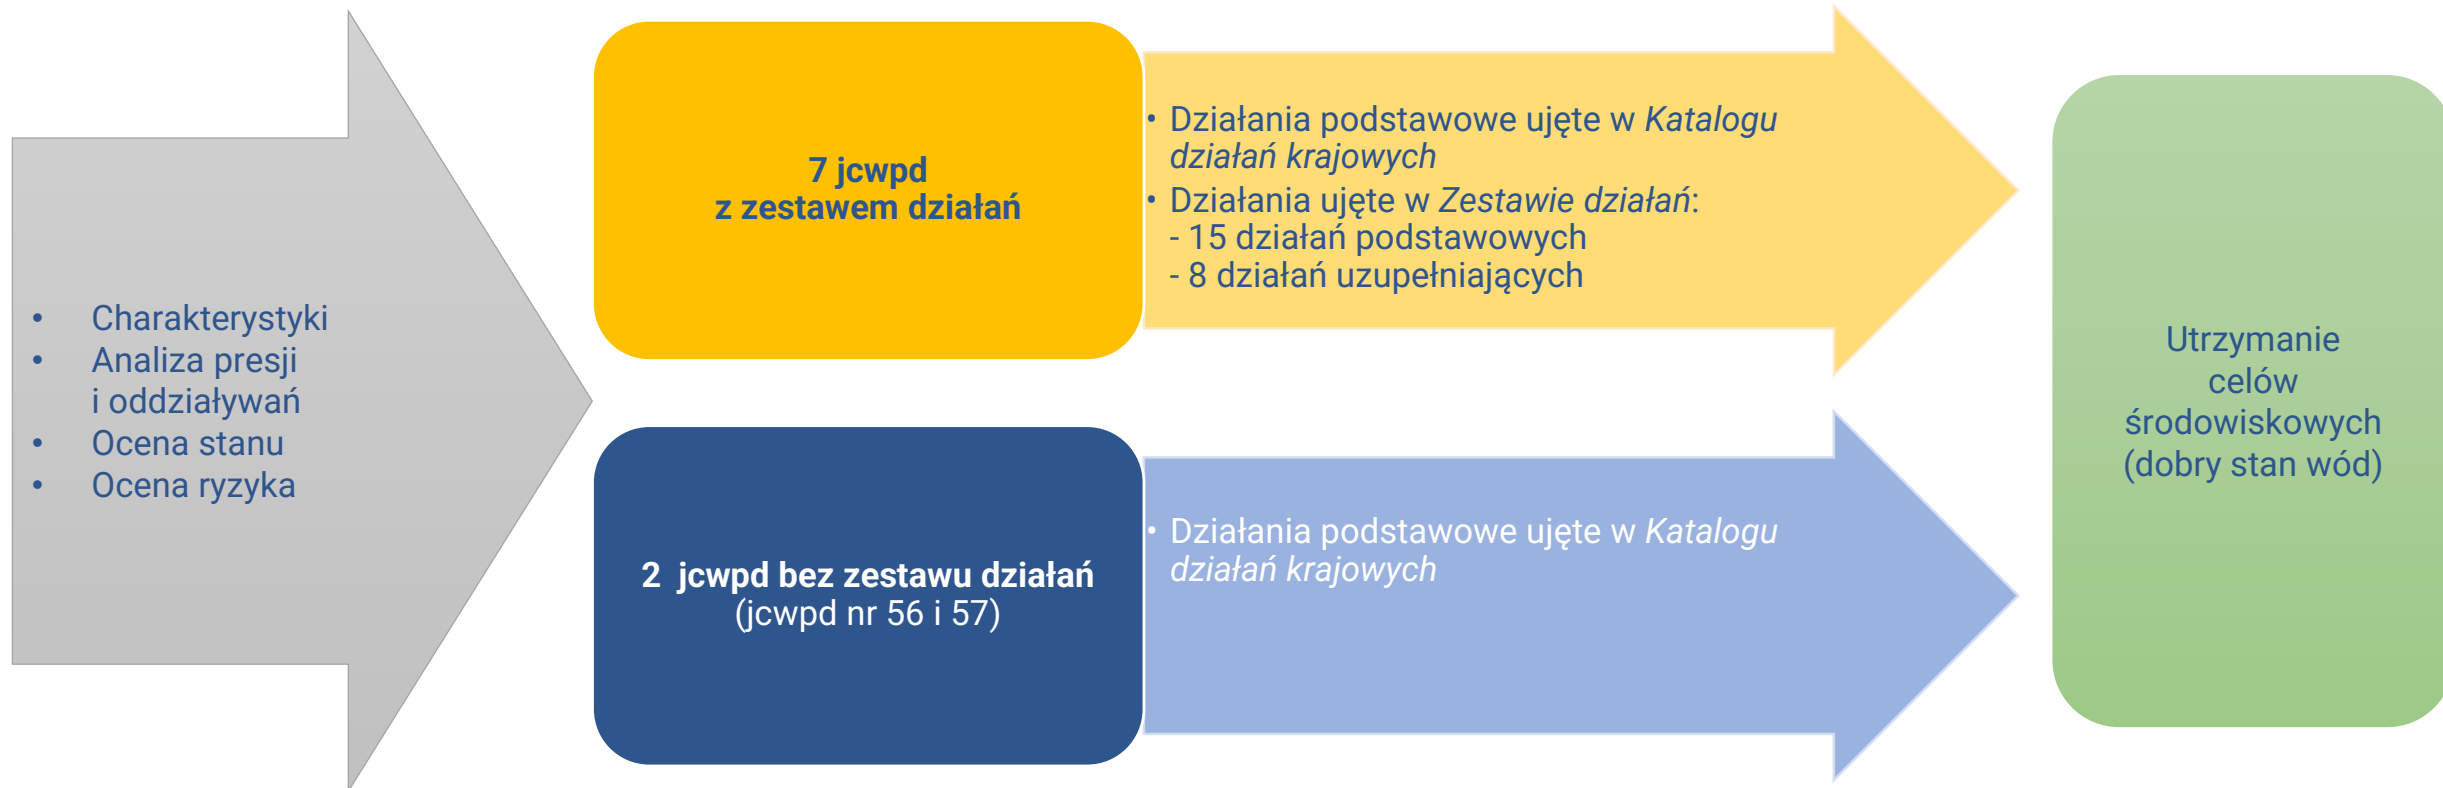 • Charakterystyki
• Analiza presji
i oddziaływań
• Ocena stanu
• Ocena ryzyka
7 jcwpd
z zestawem działań
• Działania podstawowe ujęte w Katalogu
działań krajowych
• Działania ujęte w Zestawie działań:
- 15 działań podstawowych
- 8 działań uzupełniających
2 jcwpd bez zestawu działań
(jcwpd nr 56 i 57)
• Działania podstawowe ujęte w Katalogu
działań krajowych
Utrzymanie
celów
środowiskowych
(dobry stan wód)